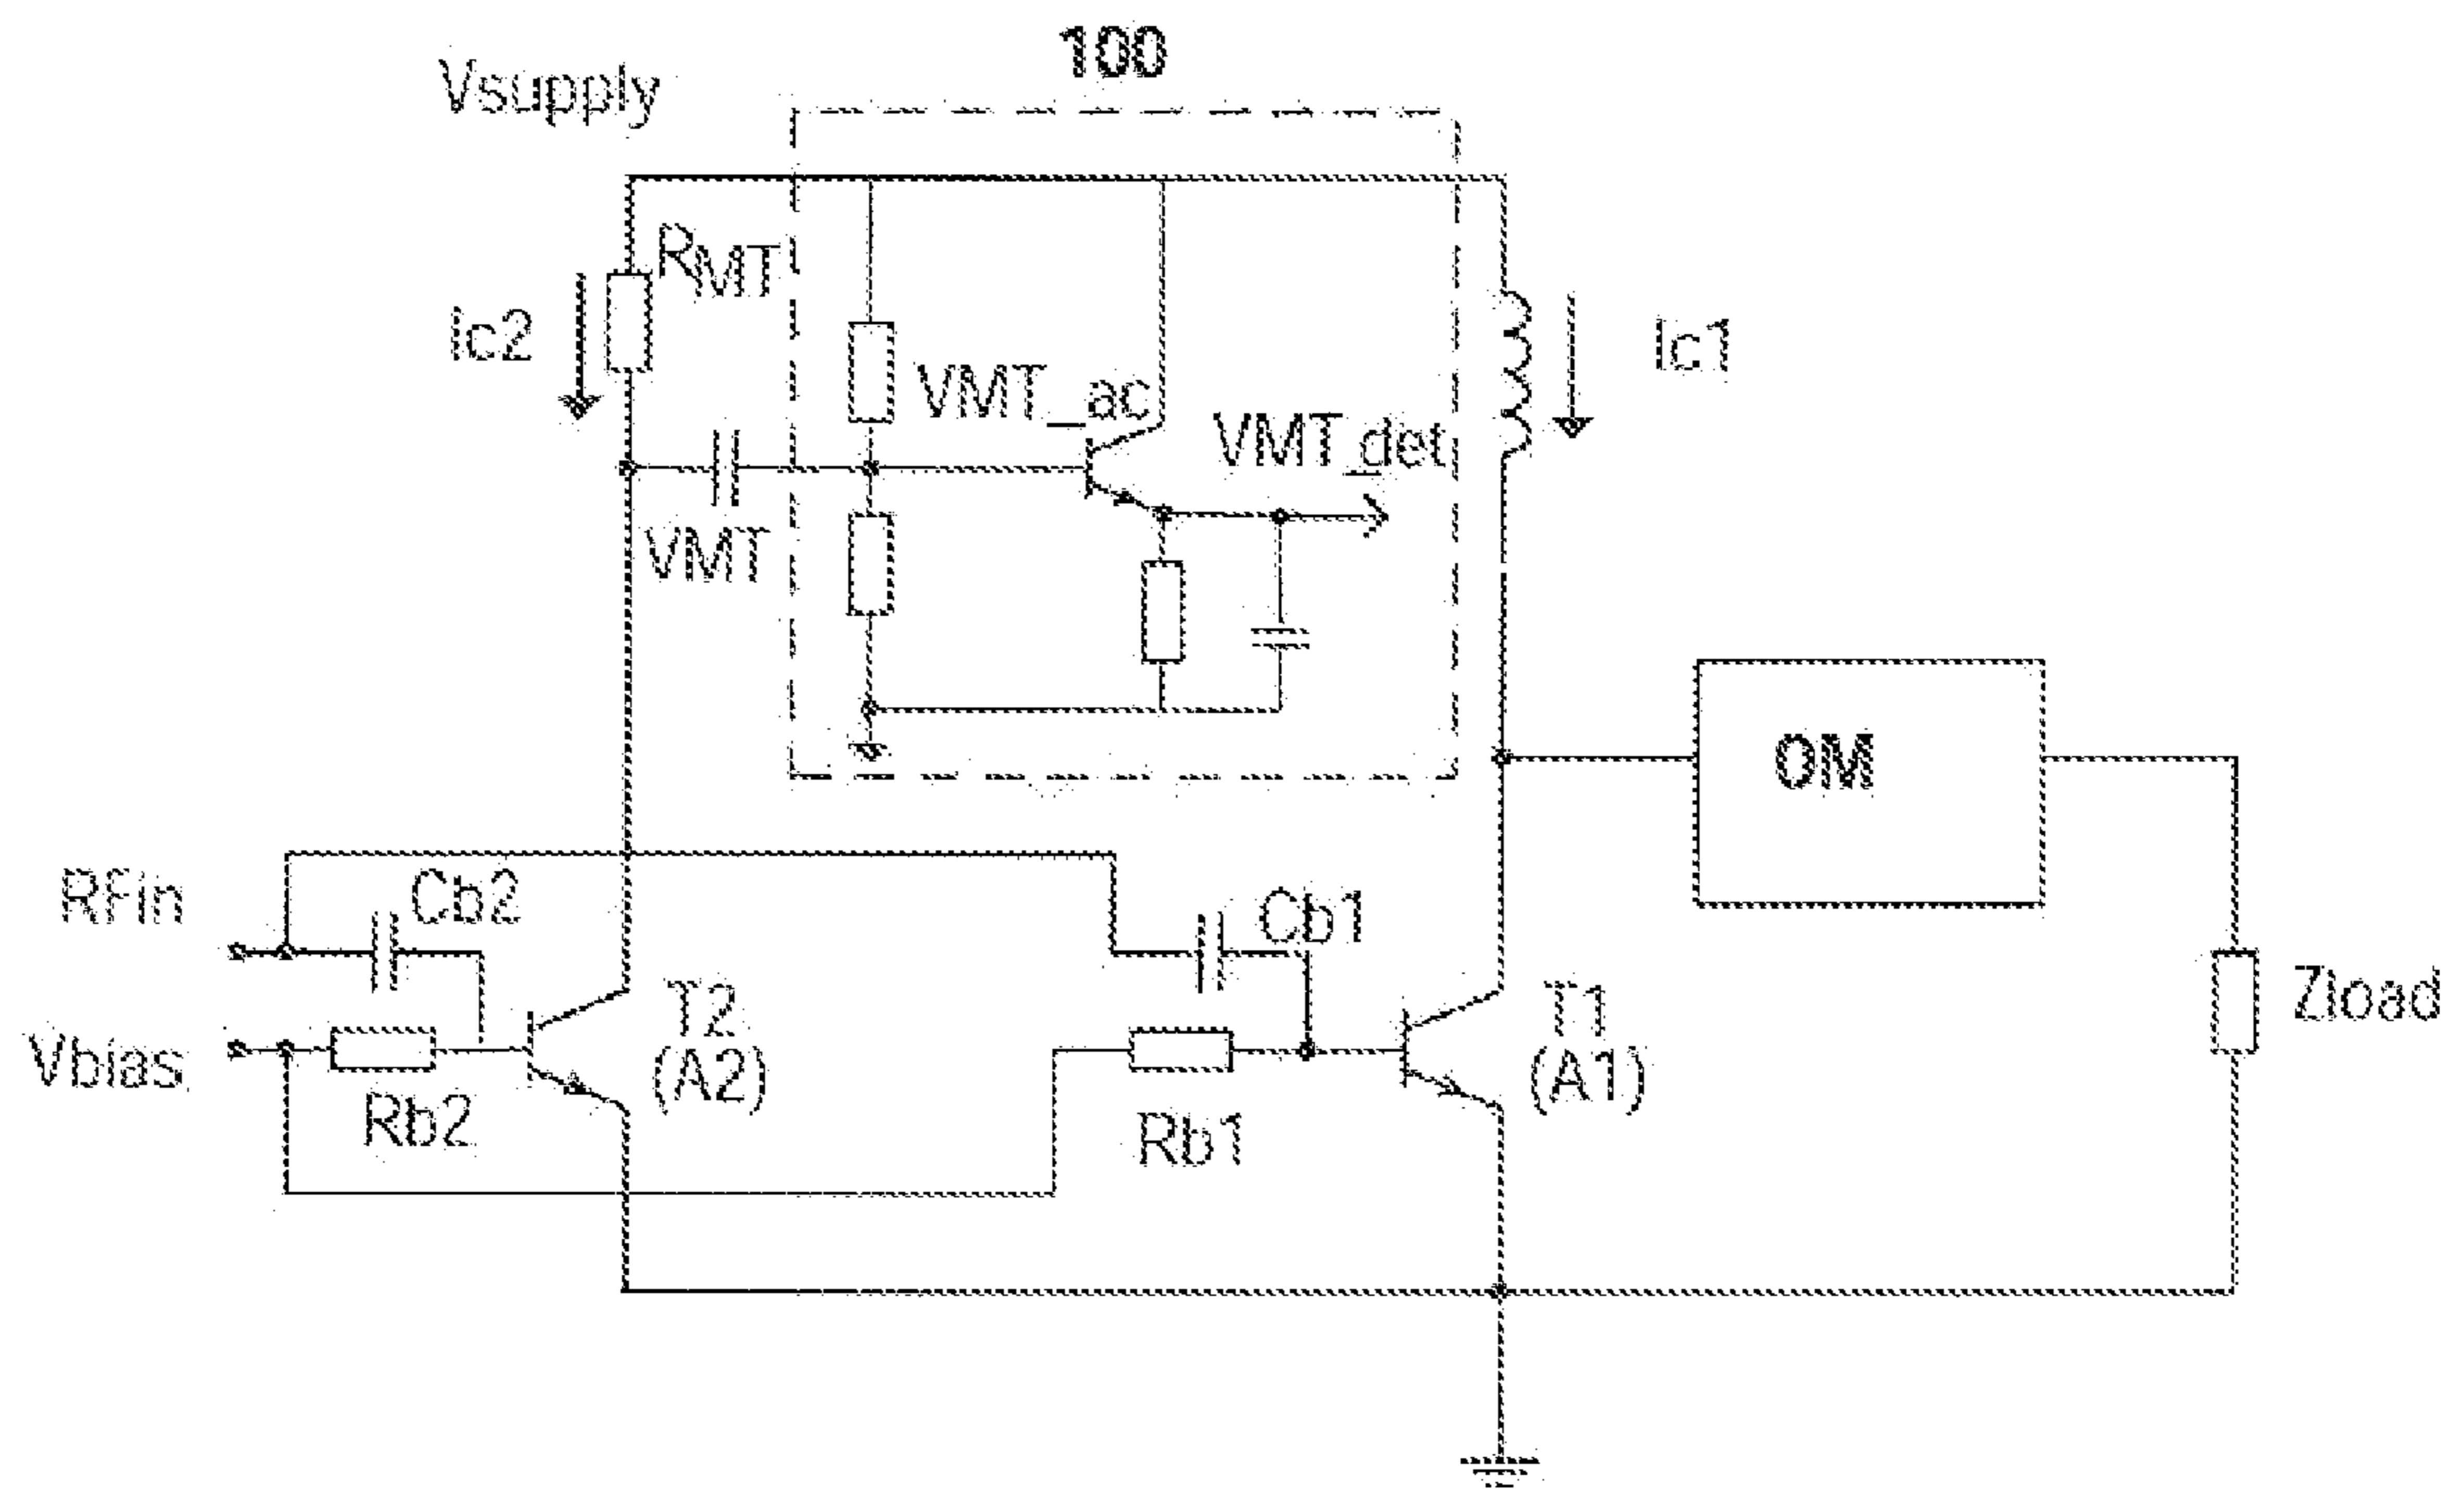 100
Vsupply
RMT
Ic2
Ic1
VMT_ac
VMT_det
VMT
OM
RFin
Cb2
Cb1
T2
(A2)
T1
(A1)
Zload
Vbias
Rb2
Rb1